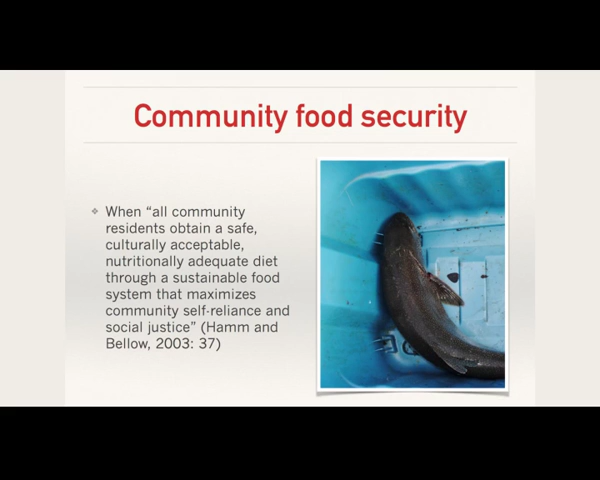 Community food security
When “all community
residents obtain a safe,
culturally acceptable,
nutritionally adequate diet
through a sustainable food
system that maximizes
community self-reliance and
social justice” (Hamm and
Bellow, 2003: 37)